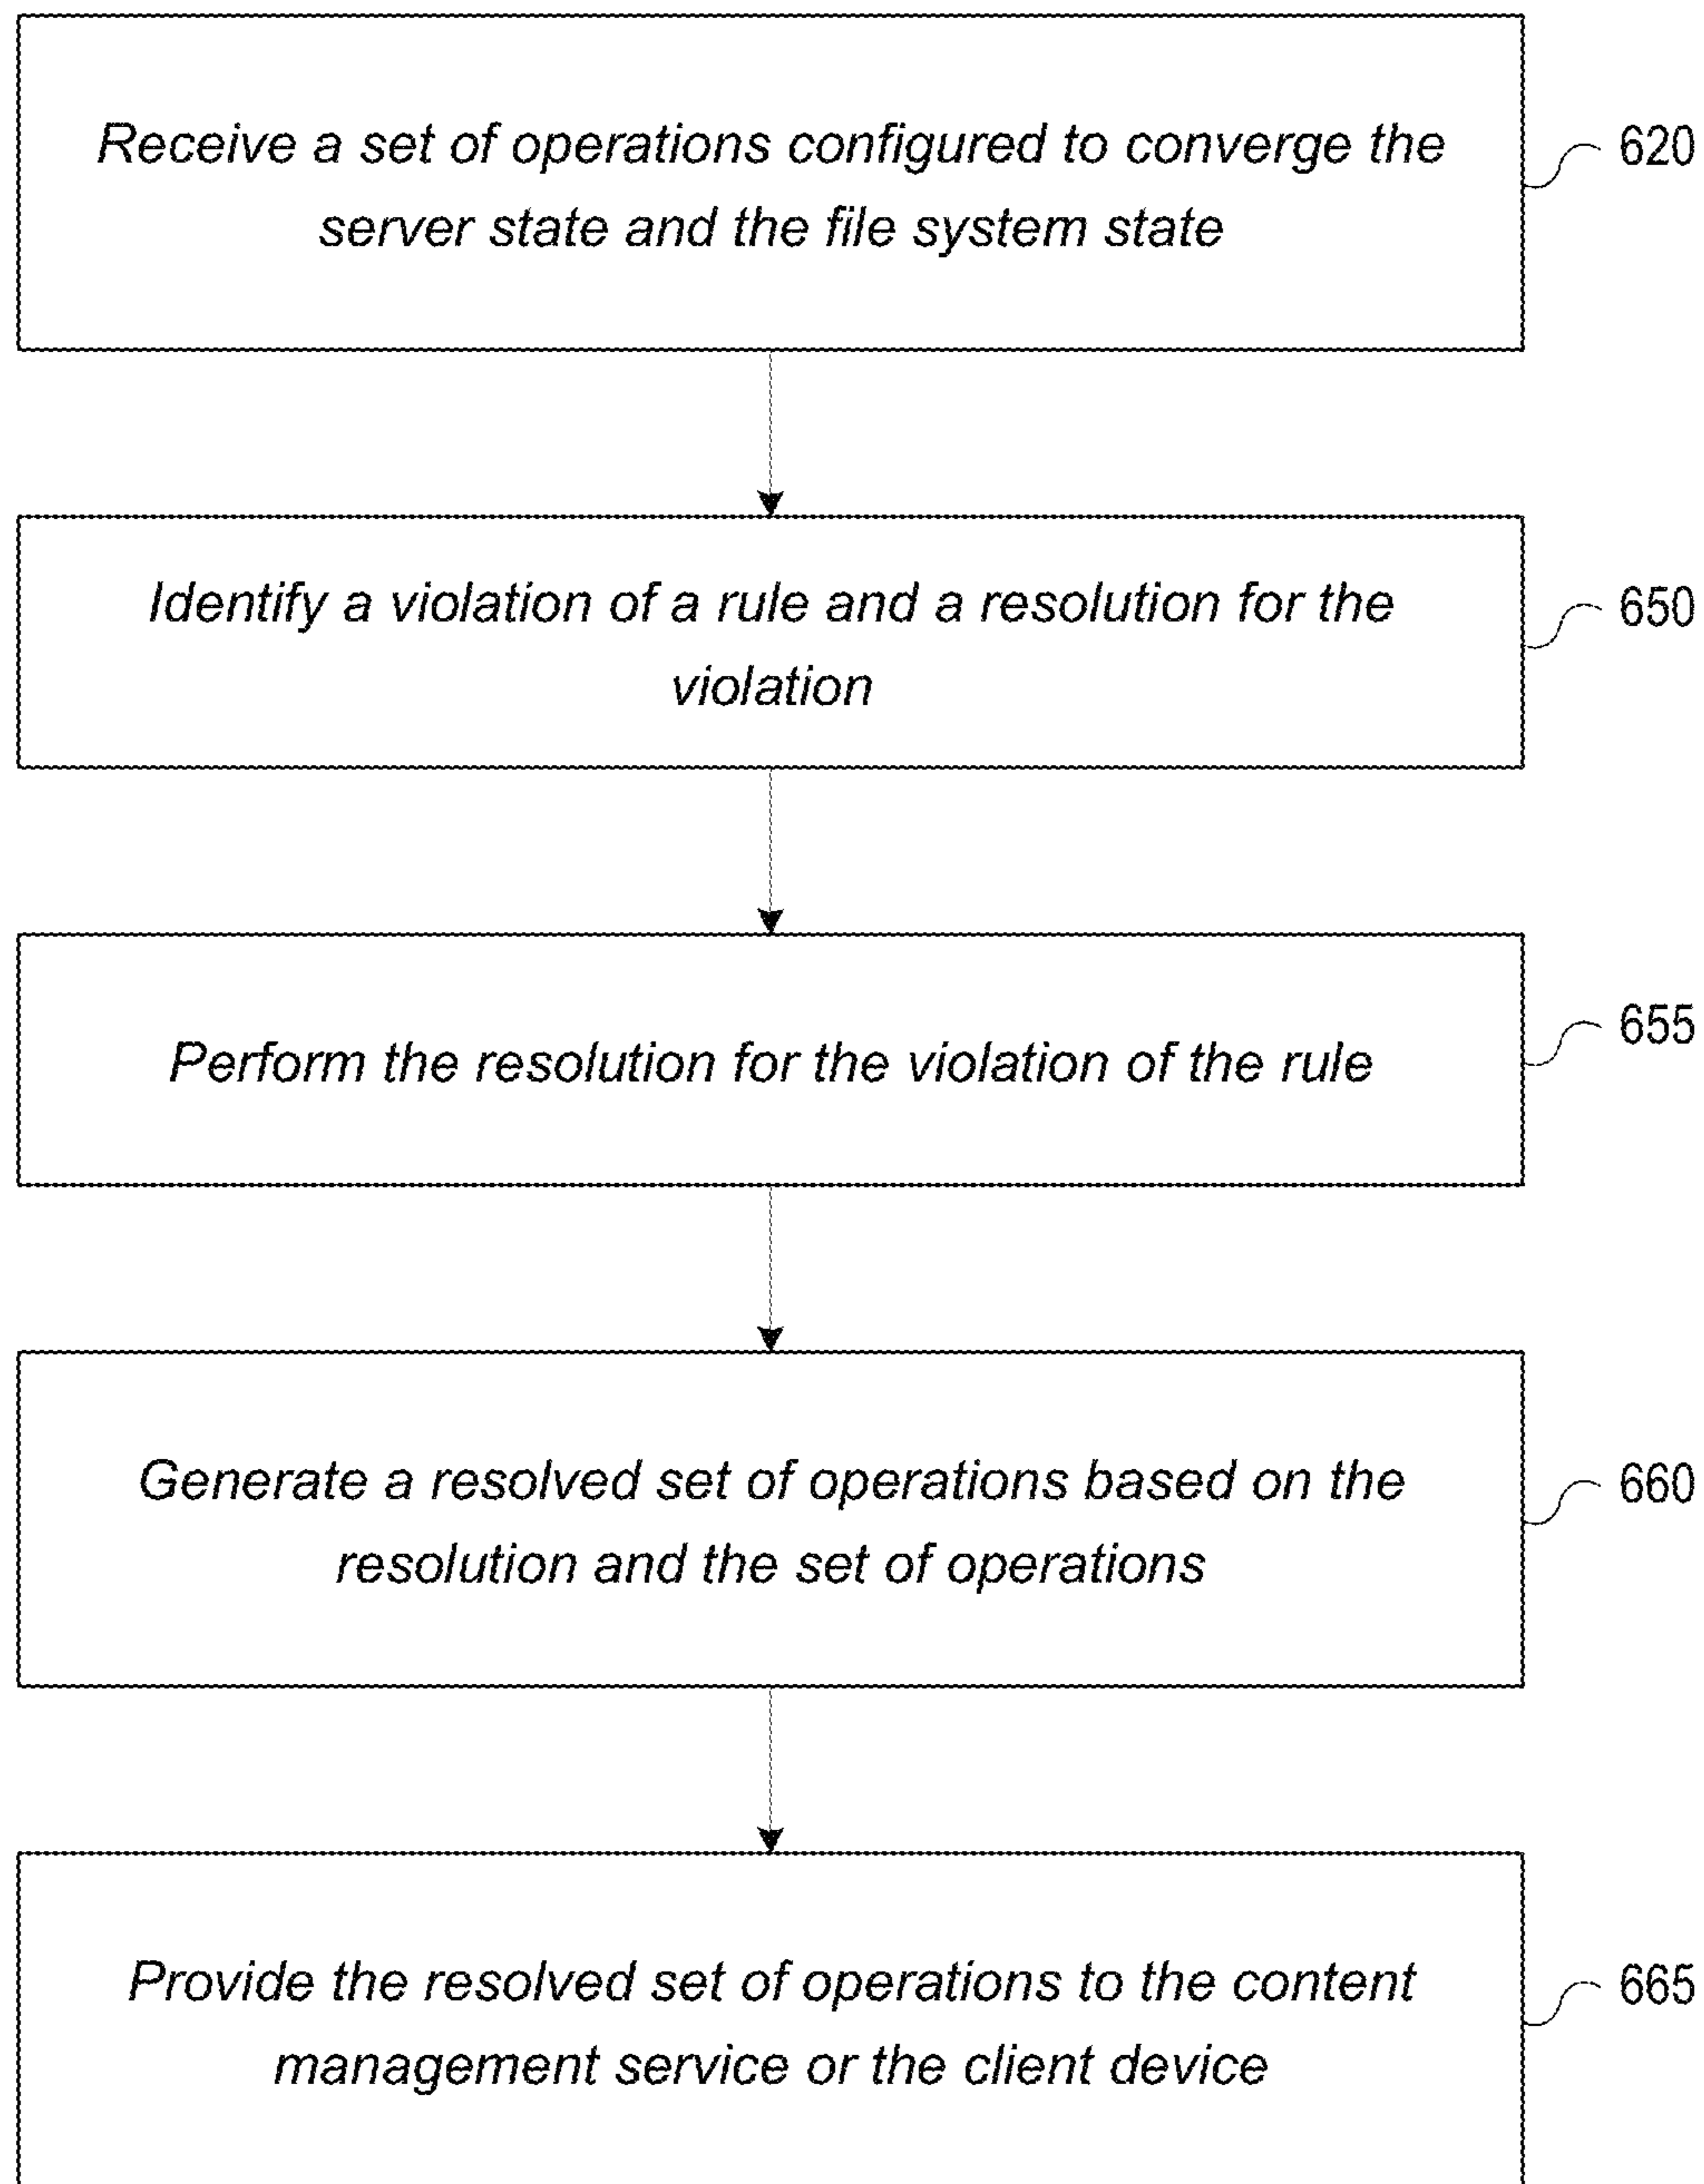 Receive a set of operations configured to converge the
server state and the file system state
620
Identify a violation of a rule and a resolution for the
violation
650
Perform the resolution for the violation of the rule
655
Generate a resolved set of operations based on the
resolution and the set of operations
660
Provide the resolved set of operations to the content
management service or the client device
665